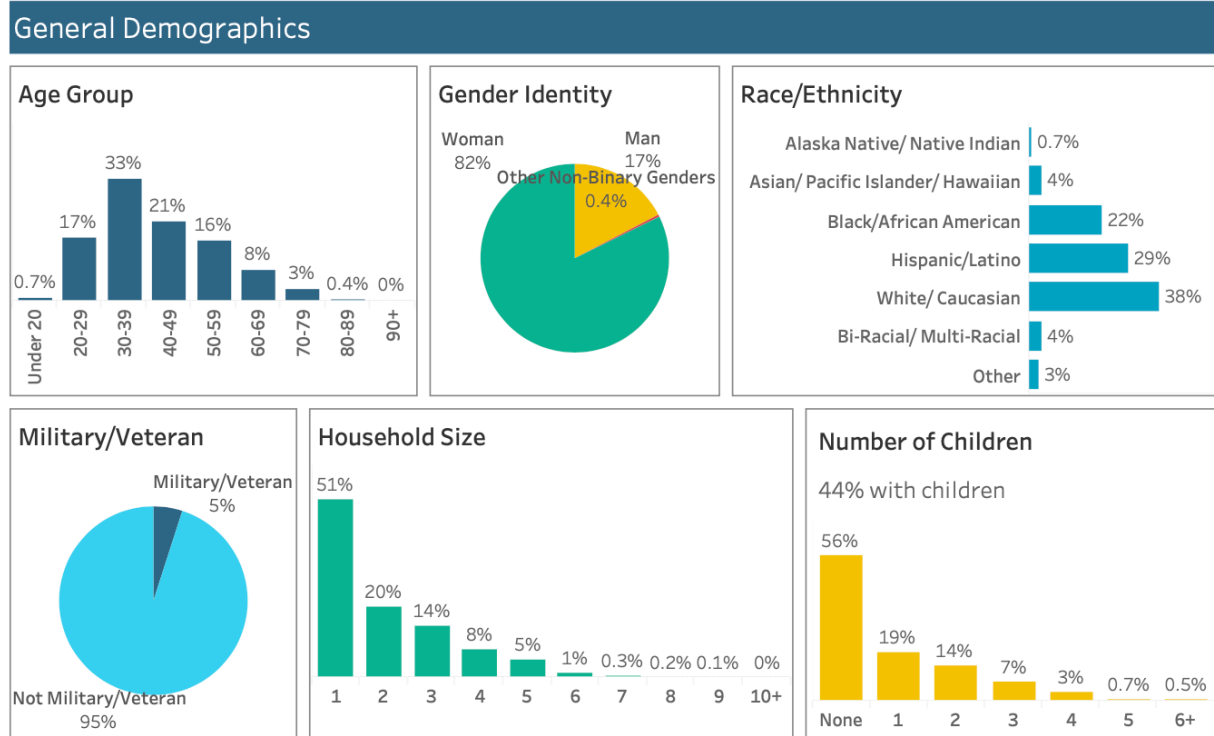 General Demographics
Age Group
0.7%
17%
33%
21%
16%
8%
3%
0.4%
0%
Under 20
20-29
30-39
40-49
50-59
60-69
70-79
80-89
90+
Gender Identity
Woman
82%
Man
17%
Other Non-Binary Genders
0.4%
Race/Ethnicity
Alaska Native/ Native Indian 0.7%
Asian/ Pacific Islander/ Hawaiian 4%
Black/African American 22%
Hispanic/Latino 29%
White/ Caucasian 38%
Bi-Racial/ Multi-Racial 4%
Other 3%
Military/Veteran
Military/Veteran
5%
Not Military/Veteran
95%
Household Size
51%
20%
14%
8%
5%
1%
0.3%
0.2%
0.1%
0%
1 2 3 4 5 6 7 8 9 10+
Number of Children
44% with children
56%
19%
14%
7%
3%
0.7%
0.5%
None 1 2 3 4 5 6+